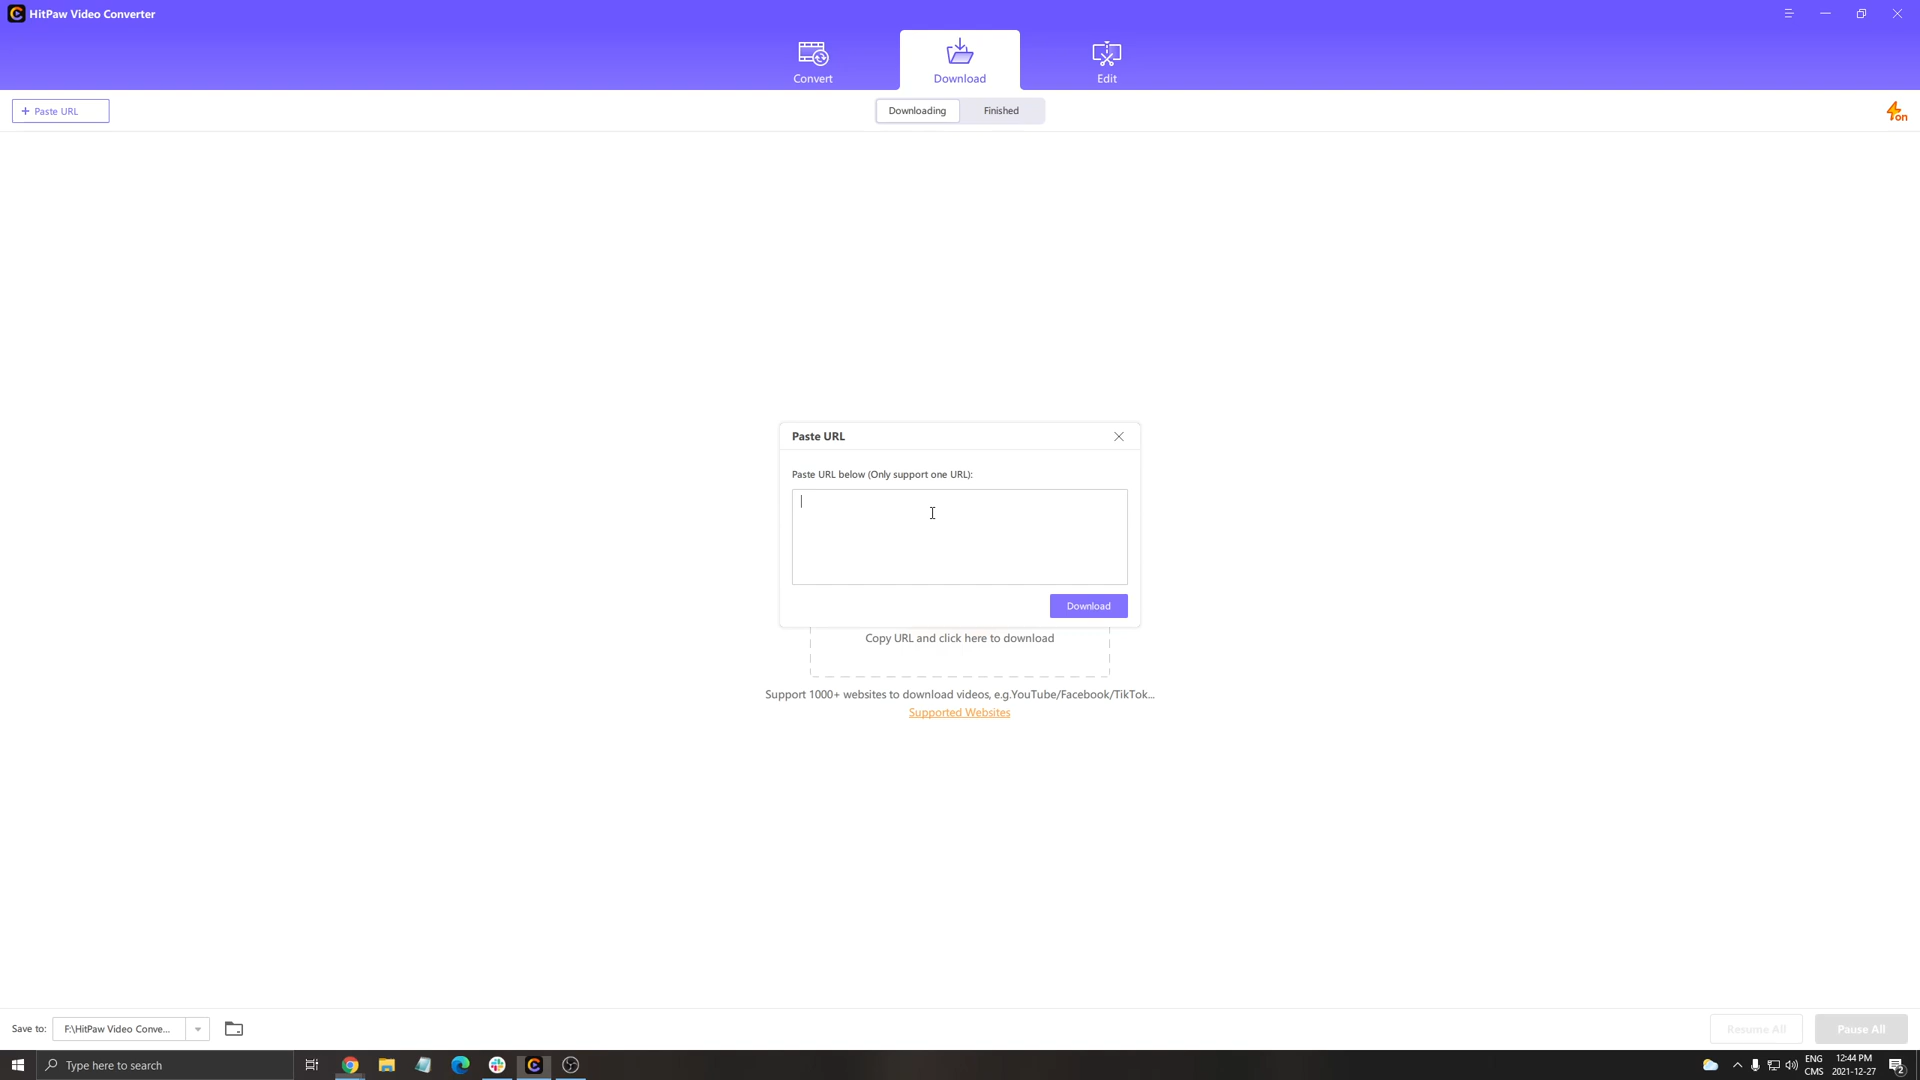 HitPaw Video Converter
Convert
Download
Edit
+ Paste URL
Downloading
Finished
on
Paste URL
Paste URL below (Only support one URL):
Download
Copy URL and click here to download
Support 1000+ websites to download videos, e.g.YouTube/Facebook/TikTok...
Supported Websites
Save to:
F:\HitPaw Video Conve...
Resume All
Pause All
Type here to search
ENG
CMS
12:44 PM
2021-12-27
2